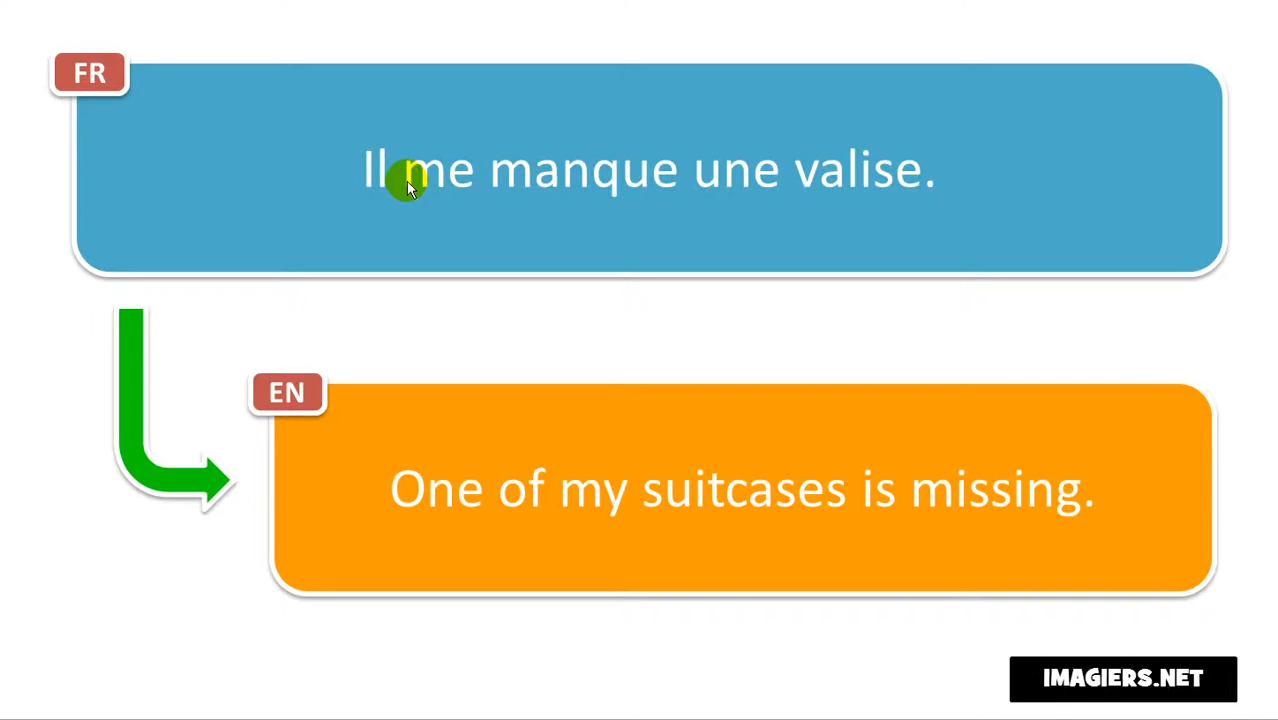 FR
Il me manque une valise.
EN
One of my suitcases is missing.
IMAGIERS.NET